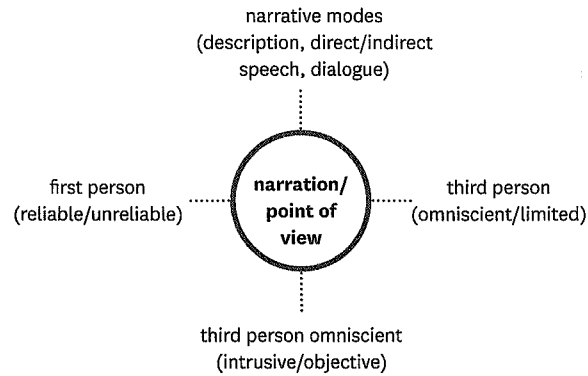 narrative modes
(description, direct/indirect
speech, dialogue)
first person
(reliable/unreliable)
narration/
point of
view
third person
(omniscient/limited)
third person omniscient
(intrusive/objective)